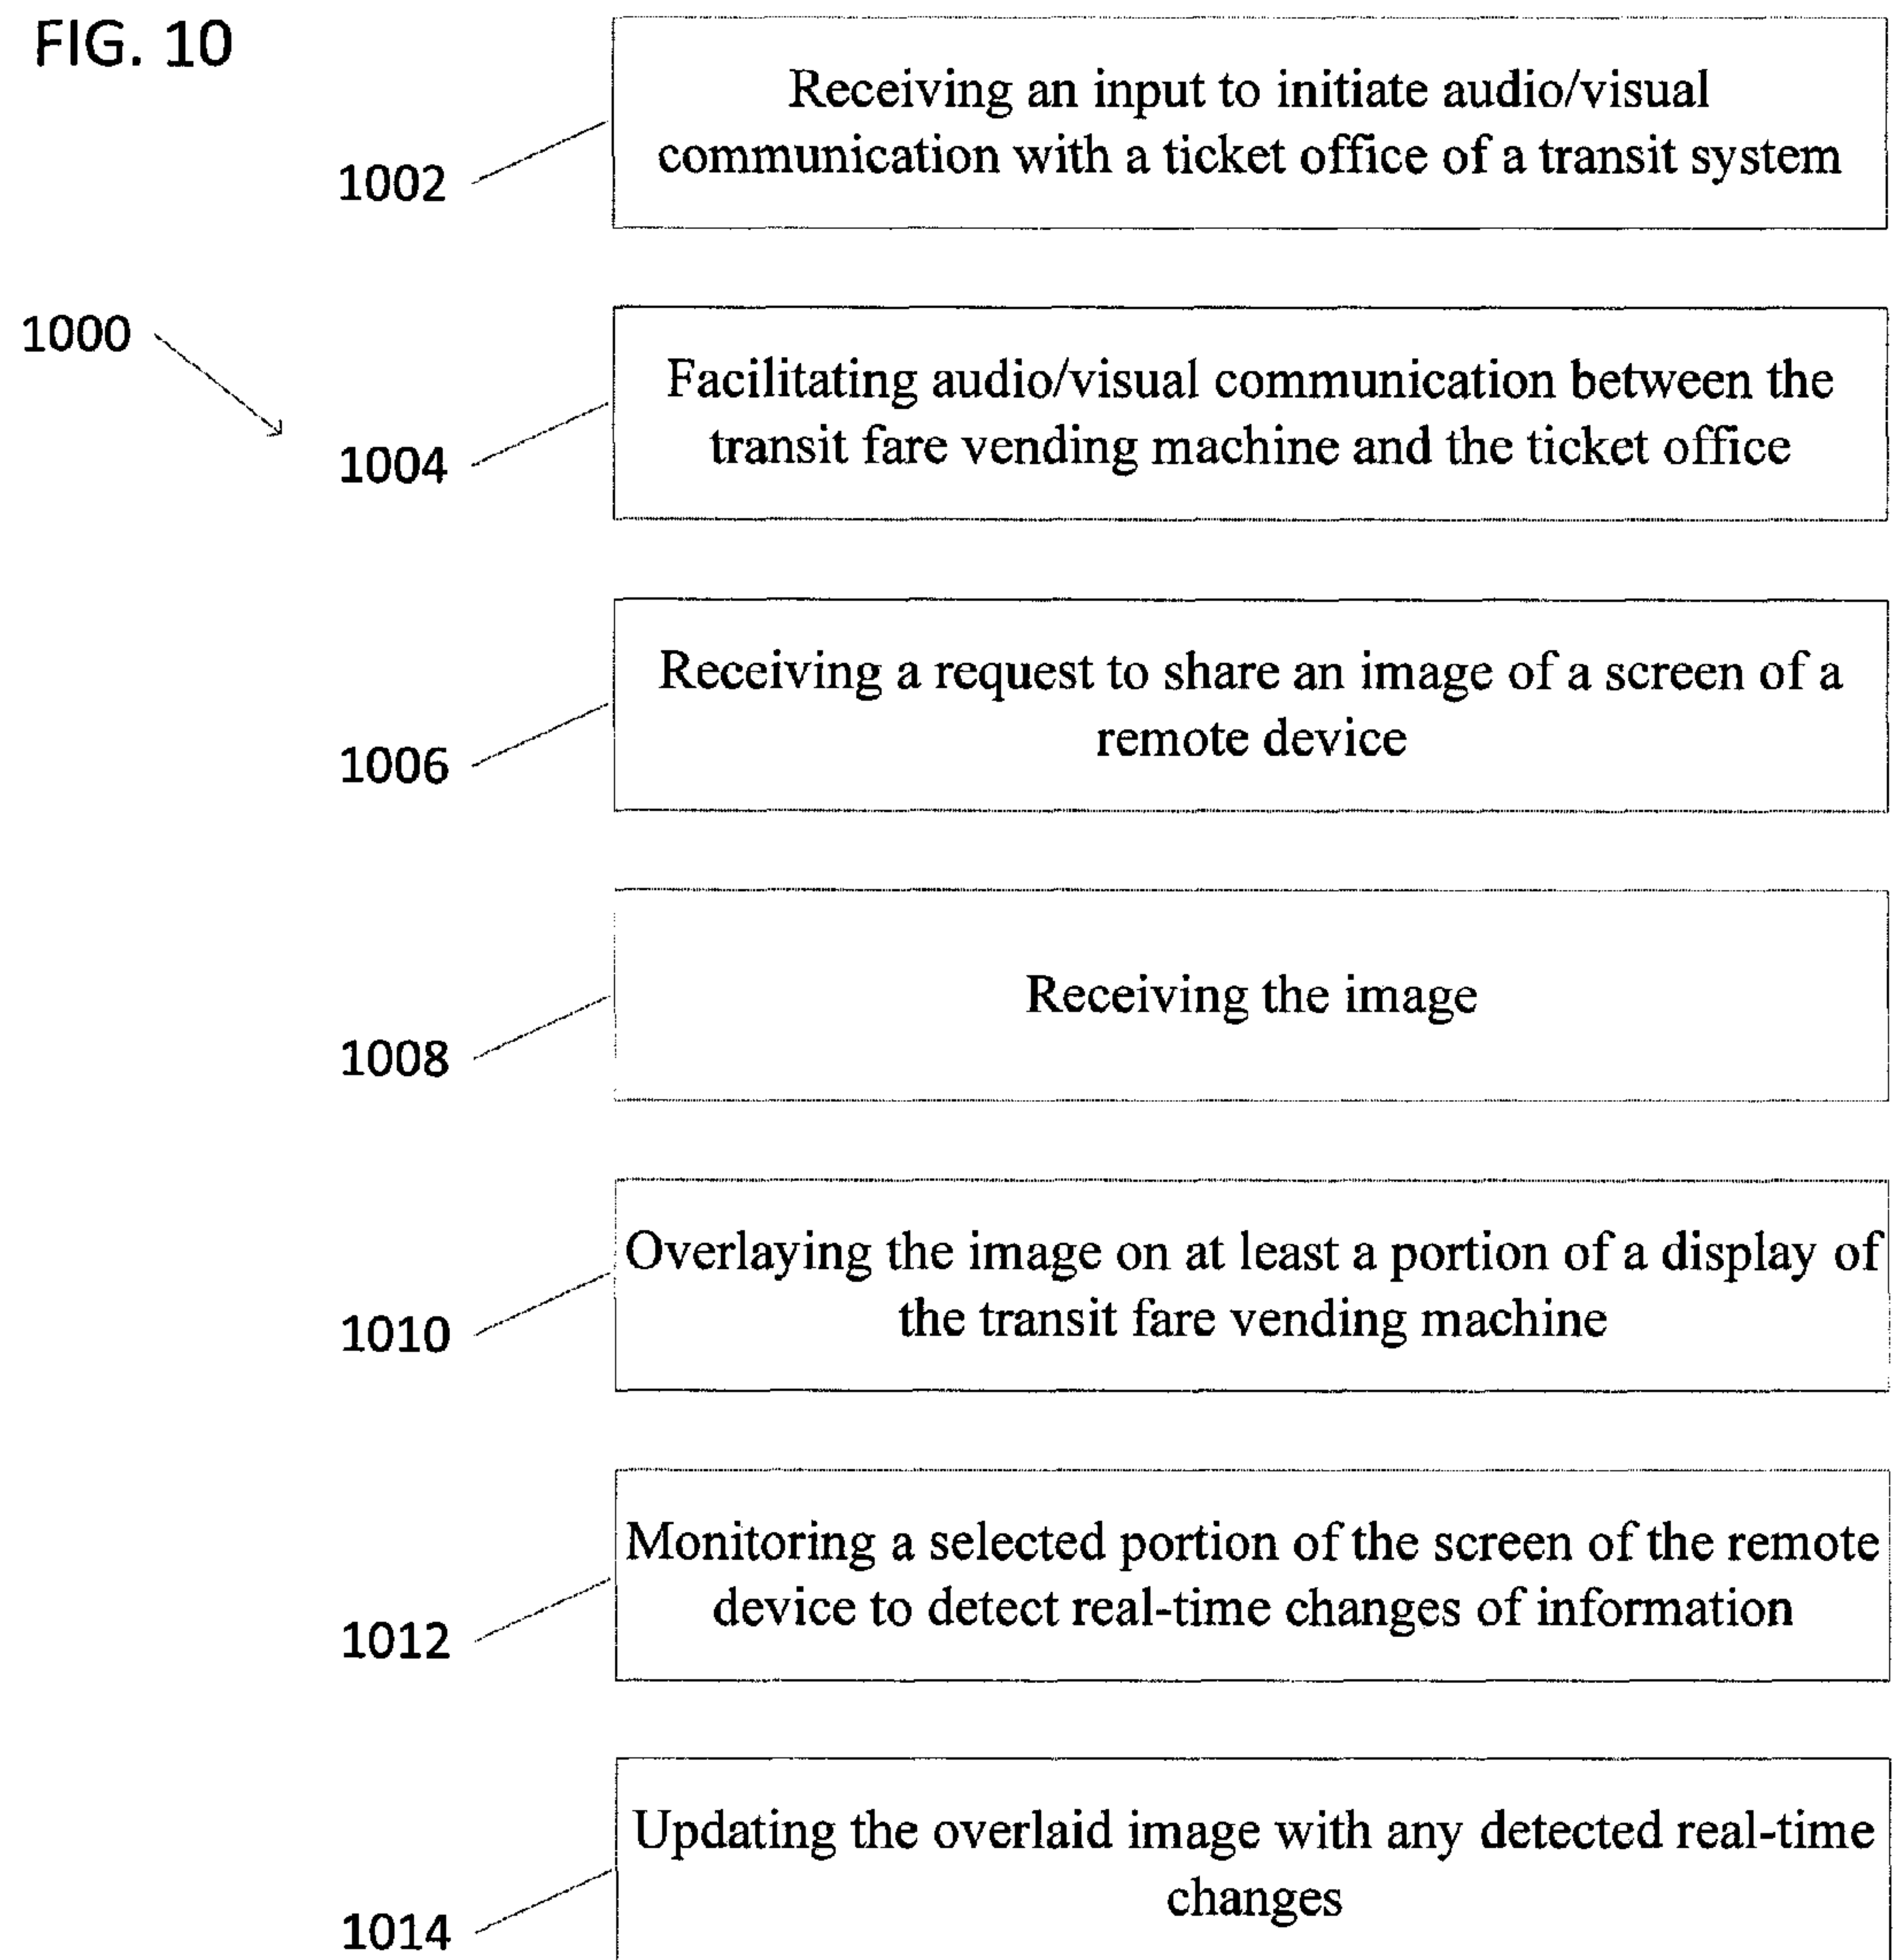 FIG. 10
Receiving an input to initiate audio/visual
communication with a ticket office of a transit system
1002
1000
Facilitating audio/visual communication between the
transit fare vending machine and the ticket office
1004
Receiving a request to share an image of a screen of a
remote device
1006
Receiving the image
1008
Overlaying the image on at least a portion of a display of
the transit fare vending machine
1010
Monitoring a selected portion of the screen of the remote
device to detect real-time changes of information
1012
Updating the overlaid image with any detected real-time
changes
1014